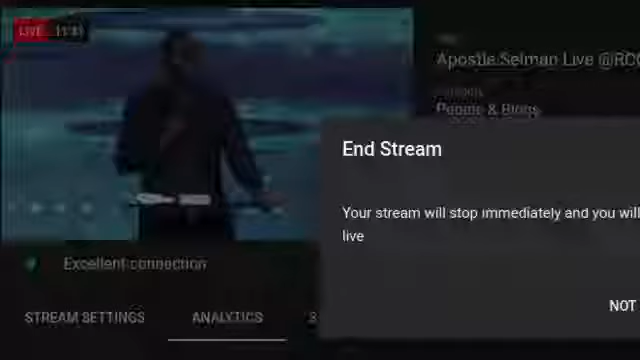 LIVE
Apostle Selman Live @RCC
People & Blogs
End Stream
Your stream will stop immediately and you will
live
Excellent connection
NOT
STREAM SETTINGS
ANALYTICS